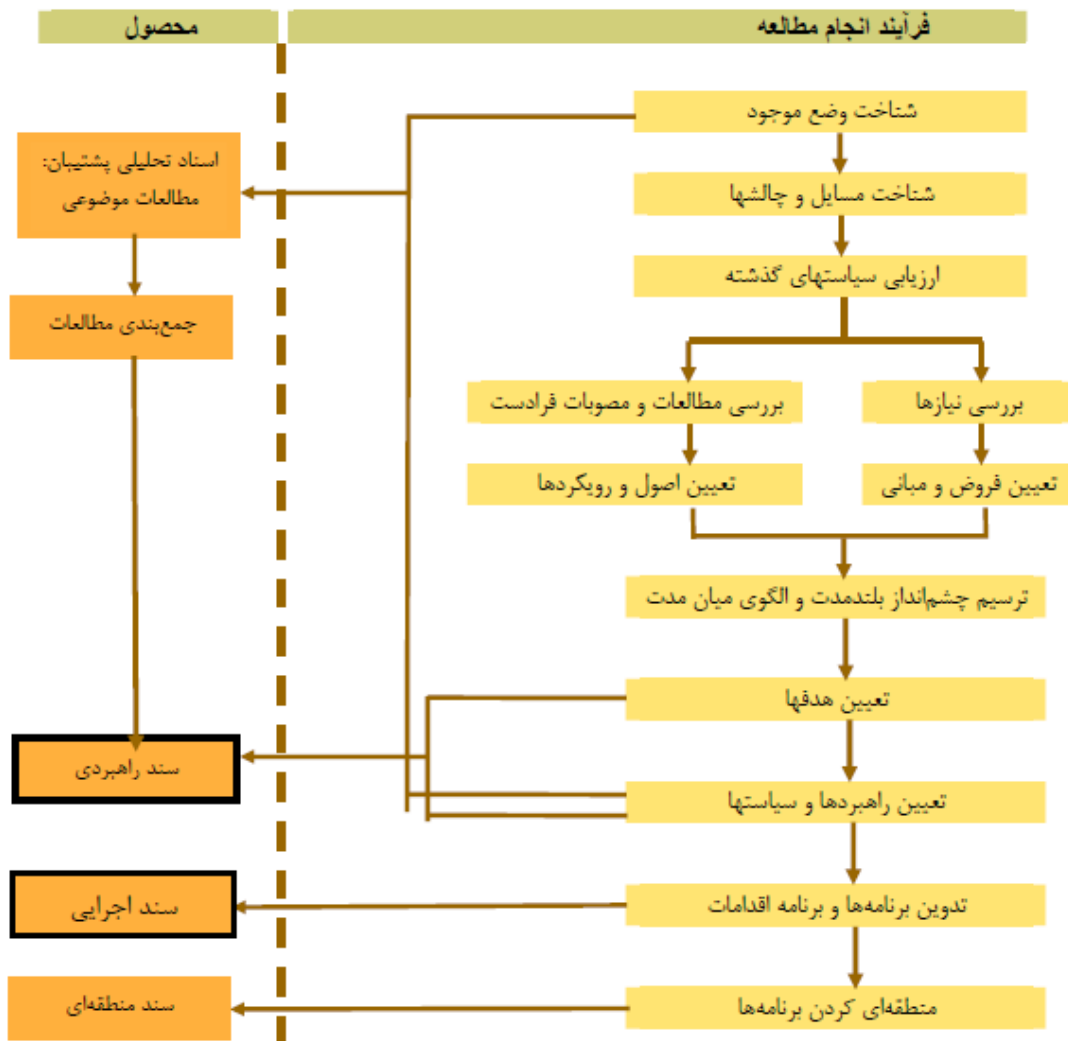 فرآیند انجام مطالعه
محصول
شناخت وضع موجود
شناخت مسایل و چالشها
ارزیابی سیاستهای گذشته
بررسی نیازها
بررسی مطالعات و مصوبات فرادست
تعیین فروض و مبانی
تعیین اصول و رویکردها
ترسیم چشم‌انداز بلندمدت و الگوی میان مدت
تعیین هدفها
تعیین راهبردها و سیاستها
تدوین برنامه‌ها و برنامه اقدامات
منطقه‌ای کردن برنامه‌ها
اسناد تحلیلی پشتیبان:
مطالعات موضوعی
جمع‌بندی مطالعات
سند راهبردی
سند اجرایی
سند منطقه‌ای